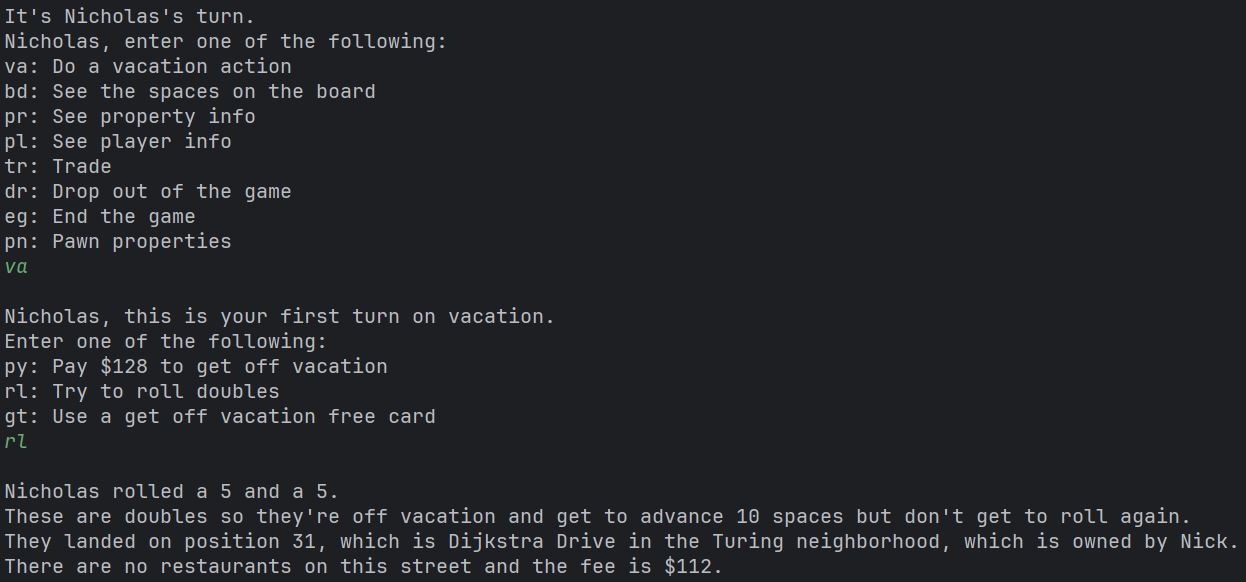 It's Nicholas's turn.
Nicholas, enter one of the following:
va: Do a vacation action
bd: See the spaces on the board
pr: See property info
pl: See player info
tr: Trade
dr: Drop out of the game
eg: End the game
pn: Pawn properties
va
Nicholas, this is your first turn on vacation.
Enter one of the following:
py: Pay $128 to get off vacation
rl: Try to roll doubles
gt: Use a get off vacation free card
rl
Nicholas rolled a 5 and a 5.
These are doubles so they're off vacation and get to advance 10 spaces but don't get to roll again.
They landed on position 31, which is Dijkstra Drive in the Turing neighborhood, which is owned by Nick.
There are no restaurants on this street and the fee is $112.